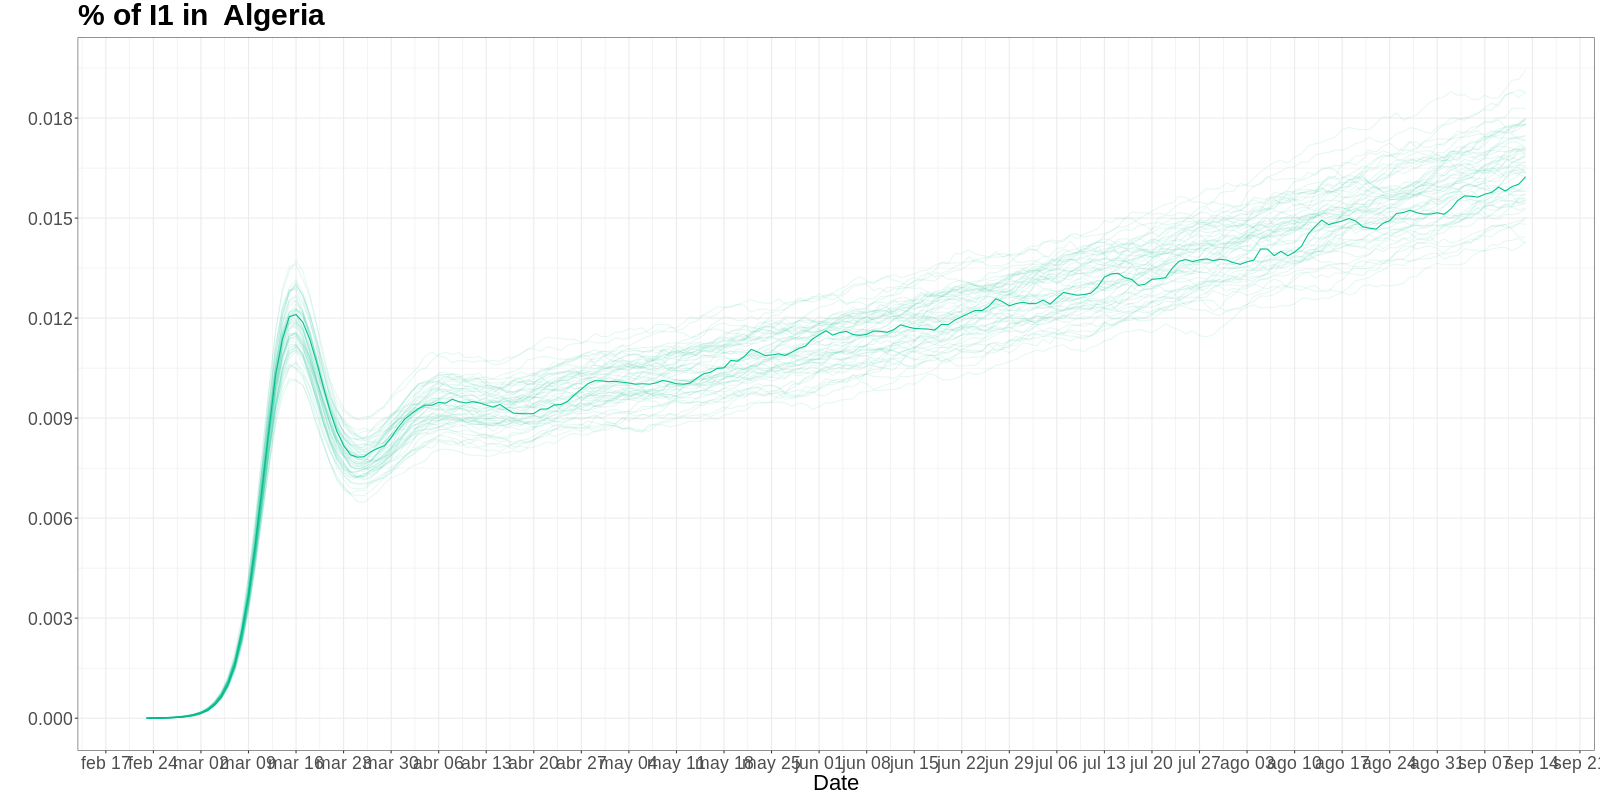 % of I1 in  Algeria
0.018
0.015
0.012
0.009
0.006
0.003
0.000
feb 17 feb 24 mar 02 mar 09 mar 16 mar 23 mar 30 abr 06 abr 13 abr 20 abr 27 may 04 may 11 may 18 may 25 jun 01 jun 08 jun 15 jun 22 jun 29 jul 06 jul 13 jul 20 jul 27 ago 03 ago 10 ago 17 ago 24 ago 31 sep 07 sep 14 sep 21
Date